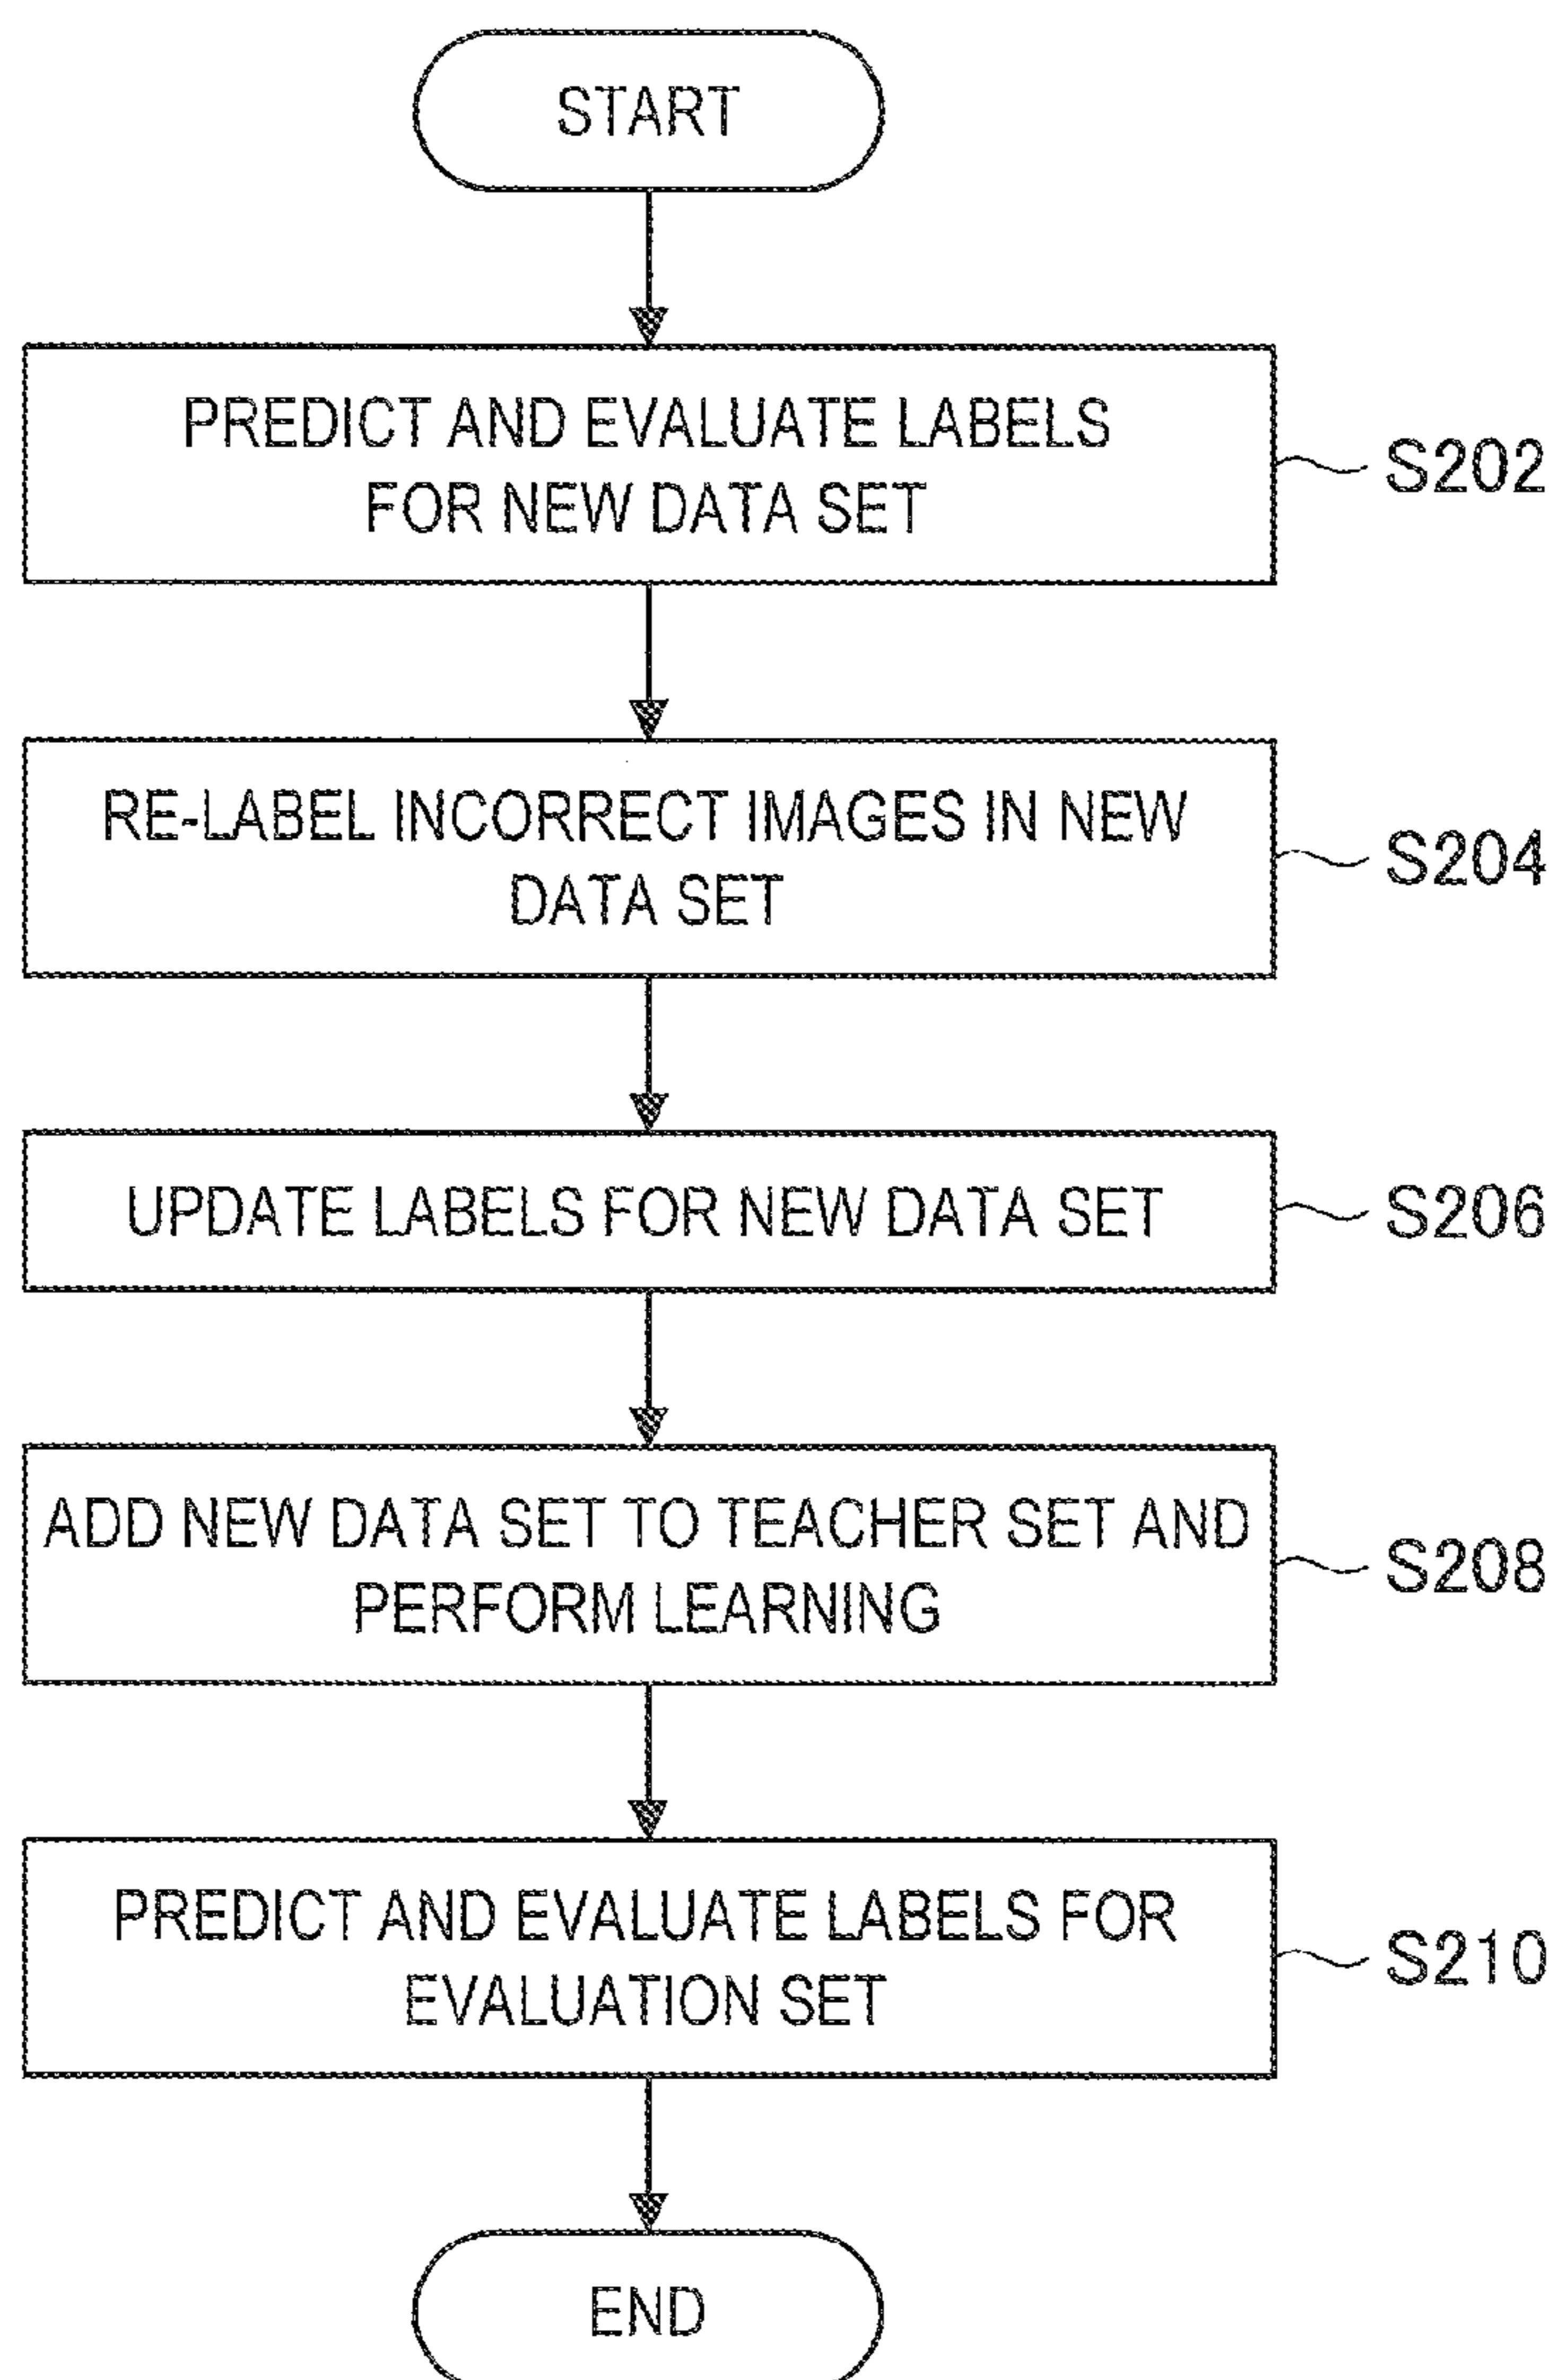 START
PREDICT AND EVALUATE LABELS
FOR NEW DATA SET
S202
RE-LABEL INCORRECT IMAGES IN NEW
DATA SET
S204
UPDATE LABELS FOR NEW DATA SET
S206
ADD NEW DATA SET TO TEACHER SET AND
PERFORM LEARNING
S208
PREDICT AND EVALUATE LABELS FOR
EVALUATION SET
S210
END